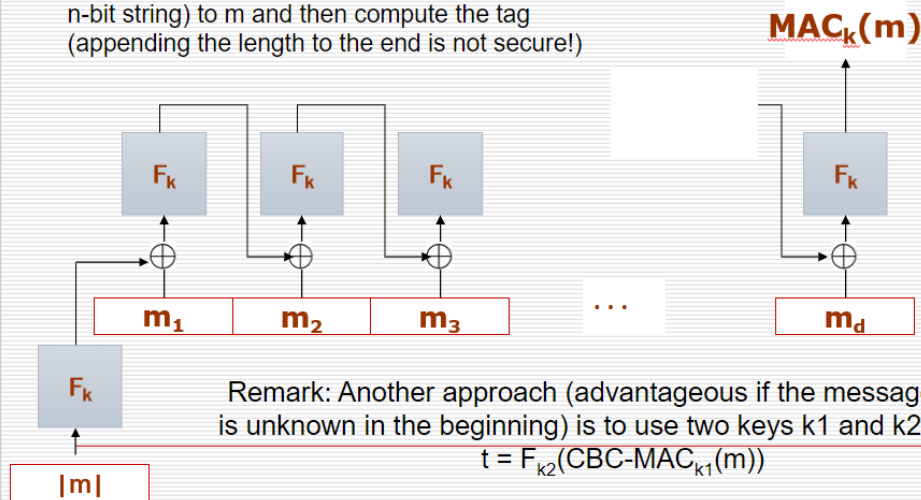 n-bit string) to m and then compute the tag
(appending the length to the end is not secure!)
MACk(m)
Fk Fk Fk Fk
m1 m2 m3 ... md
Fk
Remark: Another approach (advantageous if the messag
is unknown in the beginning) is to use two keys k1 and k2
t = Fk2(CBC-MACk1(m))
|m|